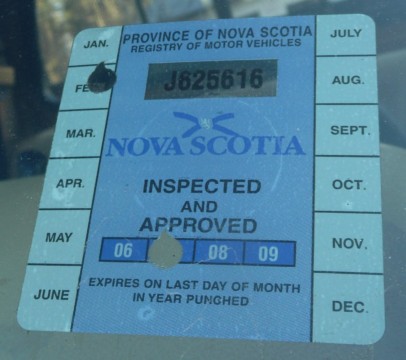 PROVINCE OF NOVA SCOTIA
REGISTRY OF MOTOR VEHICLES
J625616
NOVA SCOTIA
INSPECTED
AND
APPROVED
06 08 09
EXPIRES ON LAST DAY OF MONTH
IN YEAR PUNCHED
JAN.
MAR.
APR.
MAY
JUNE
JULY
AUG.
SEPT.
OCT.
NOV.
DEC.